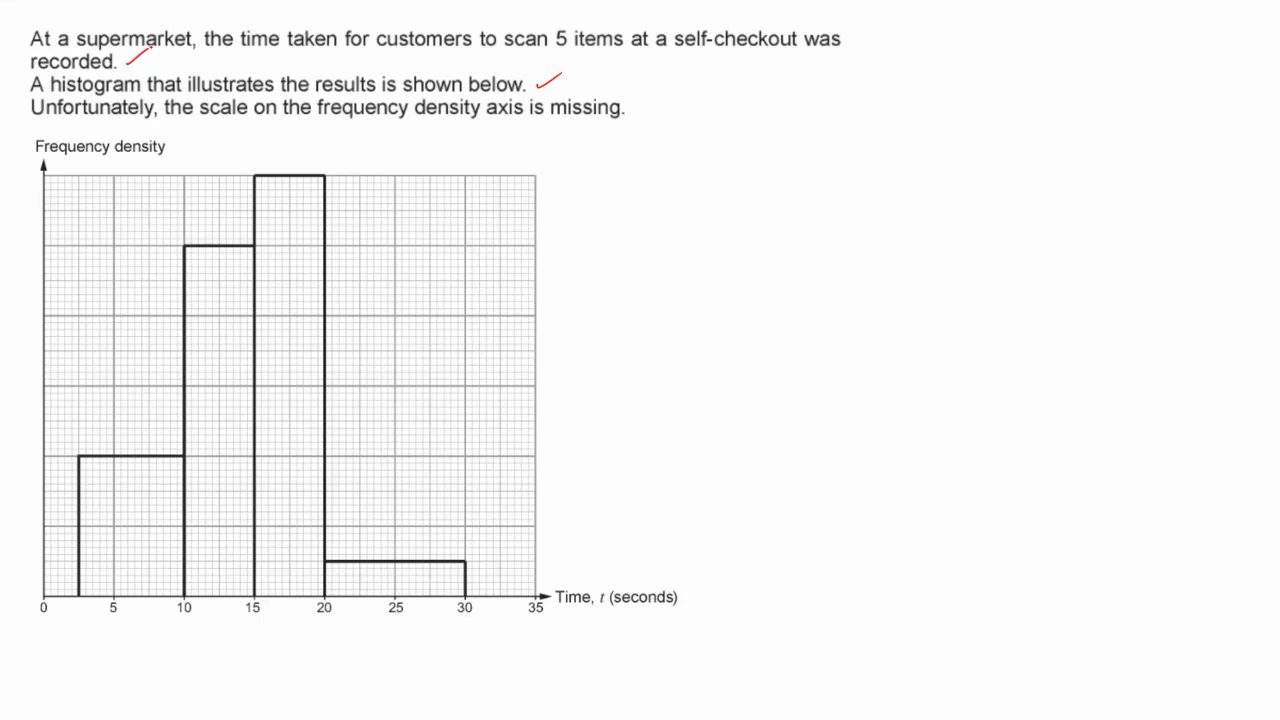 At a supermarket, the time taken for customers to scan 5 items at a self-checkout was
recorded.
A histogram that illustrates the results is shown below.
Unfortunately, the scale on the frequency density axis is missing.
Frequency density
0 5 10 15 20 25 30 35
Time, t (seconds)